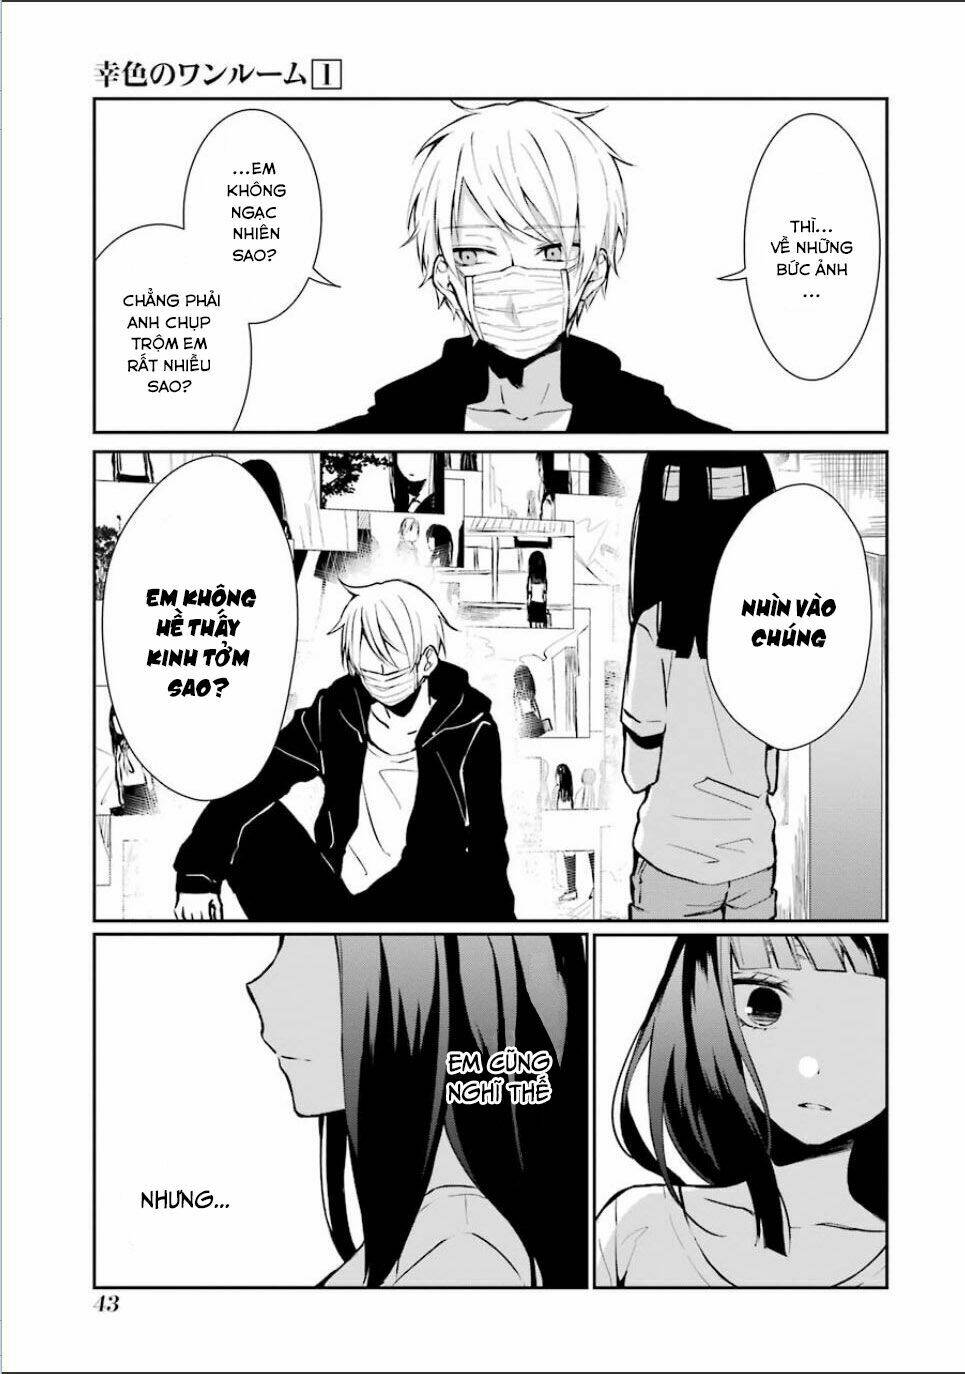 幸色のワンルーム 1
THÌ...
VỀ NHỮNG
BỨC ẢNH
...
...EM
KHÔNG
NGẠC
NHIÊN
SAO?
CHẲNG PHẢI
ANH CHỤP
TRỘM EM
RẤT NHIỀU
SAO?
NHÌN VÀO
CHÚNG
EM KHÔNG
HỀ THẤY
KINH TỞM
SAO?
EM CŨNG
NGHĨ THẾ
NHƯNG...
43